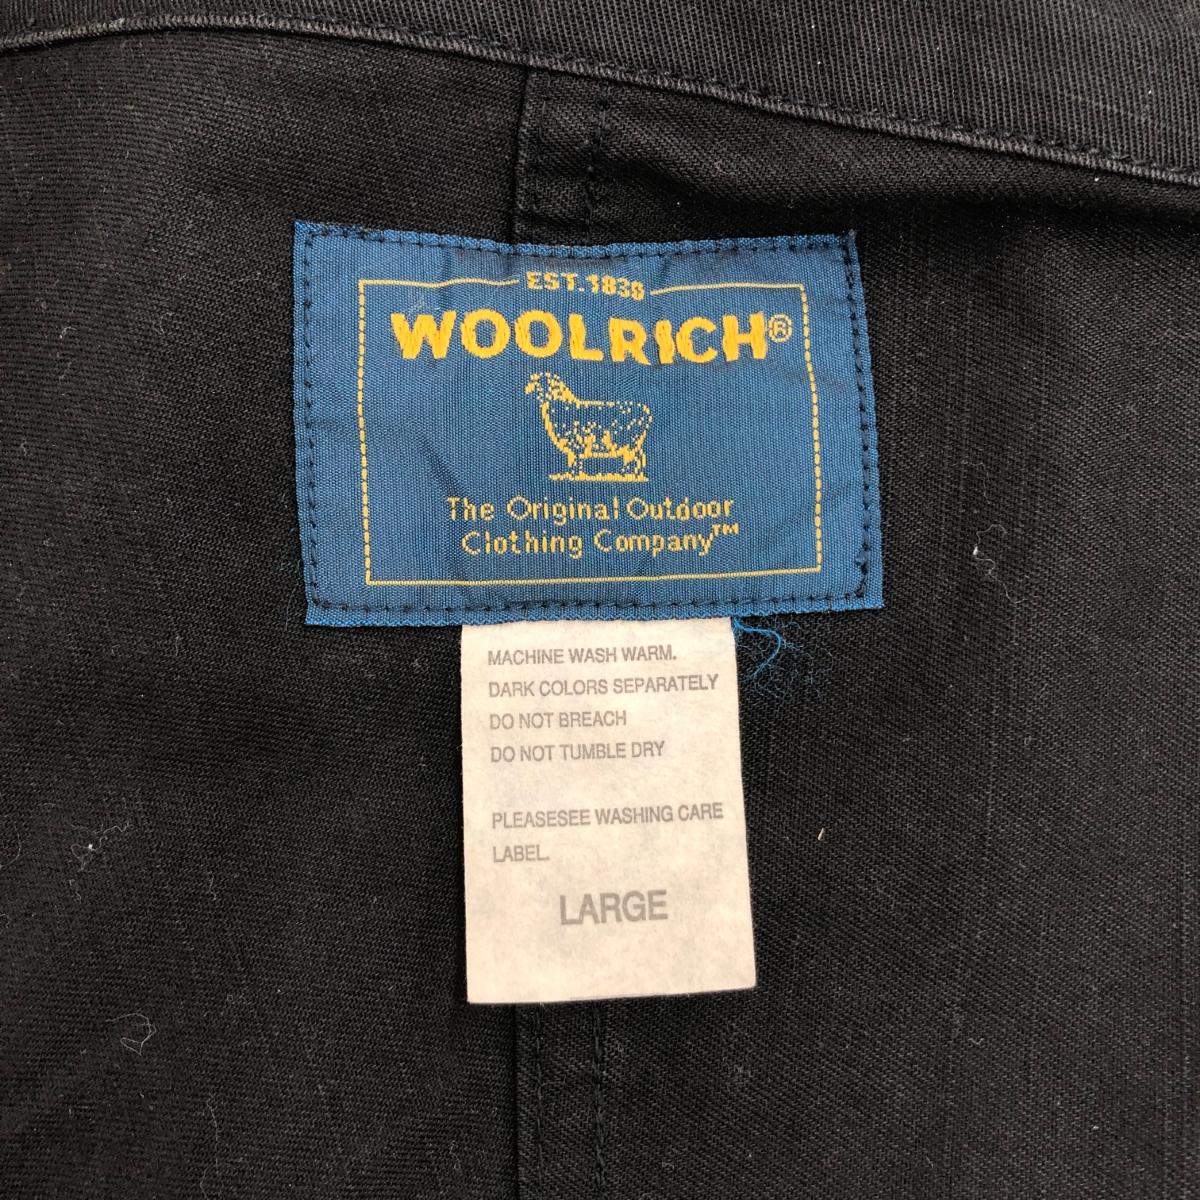 EST.1830
WOOLRICH®
The Original Outdoor
Clothing Company™
MACHINE WASH WARM.
DARK COLORS SEPARATELY
DO NOT BREACH
DO NOT TUMBLE DRY
PLEASESEE WASHING CARE
LABEL.
LARGE